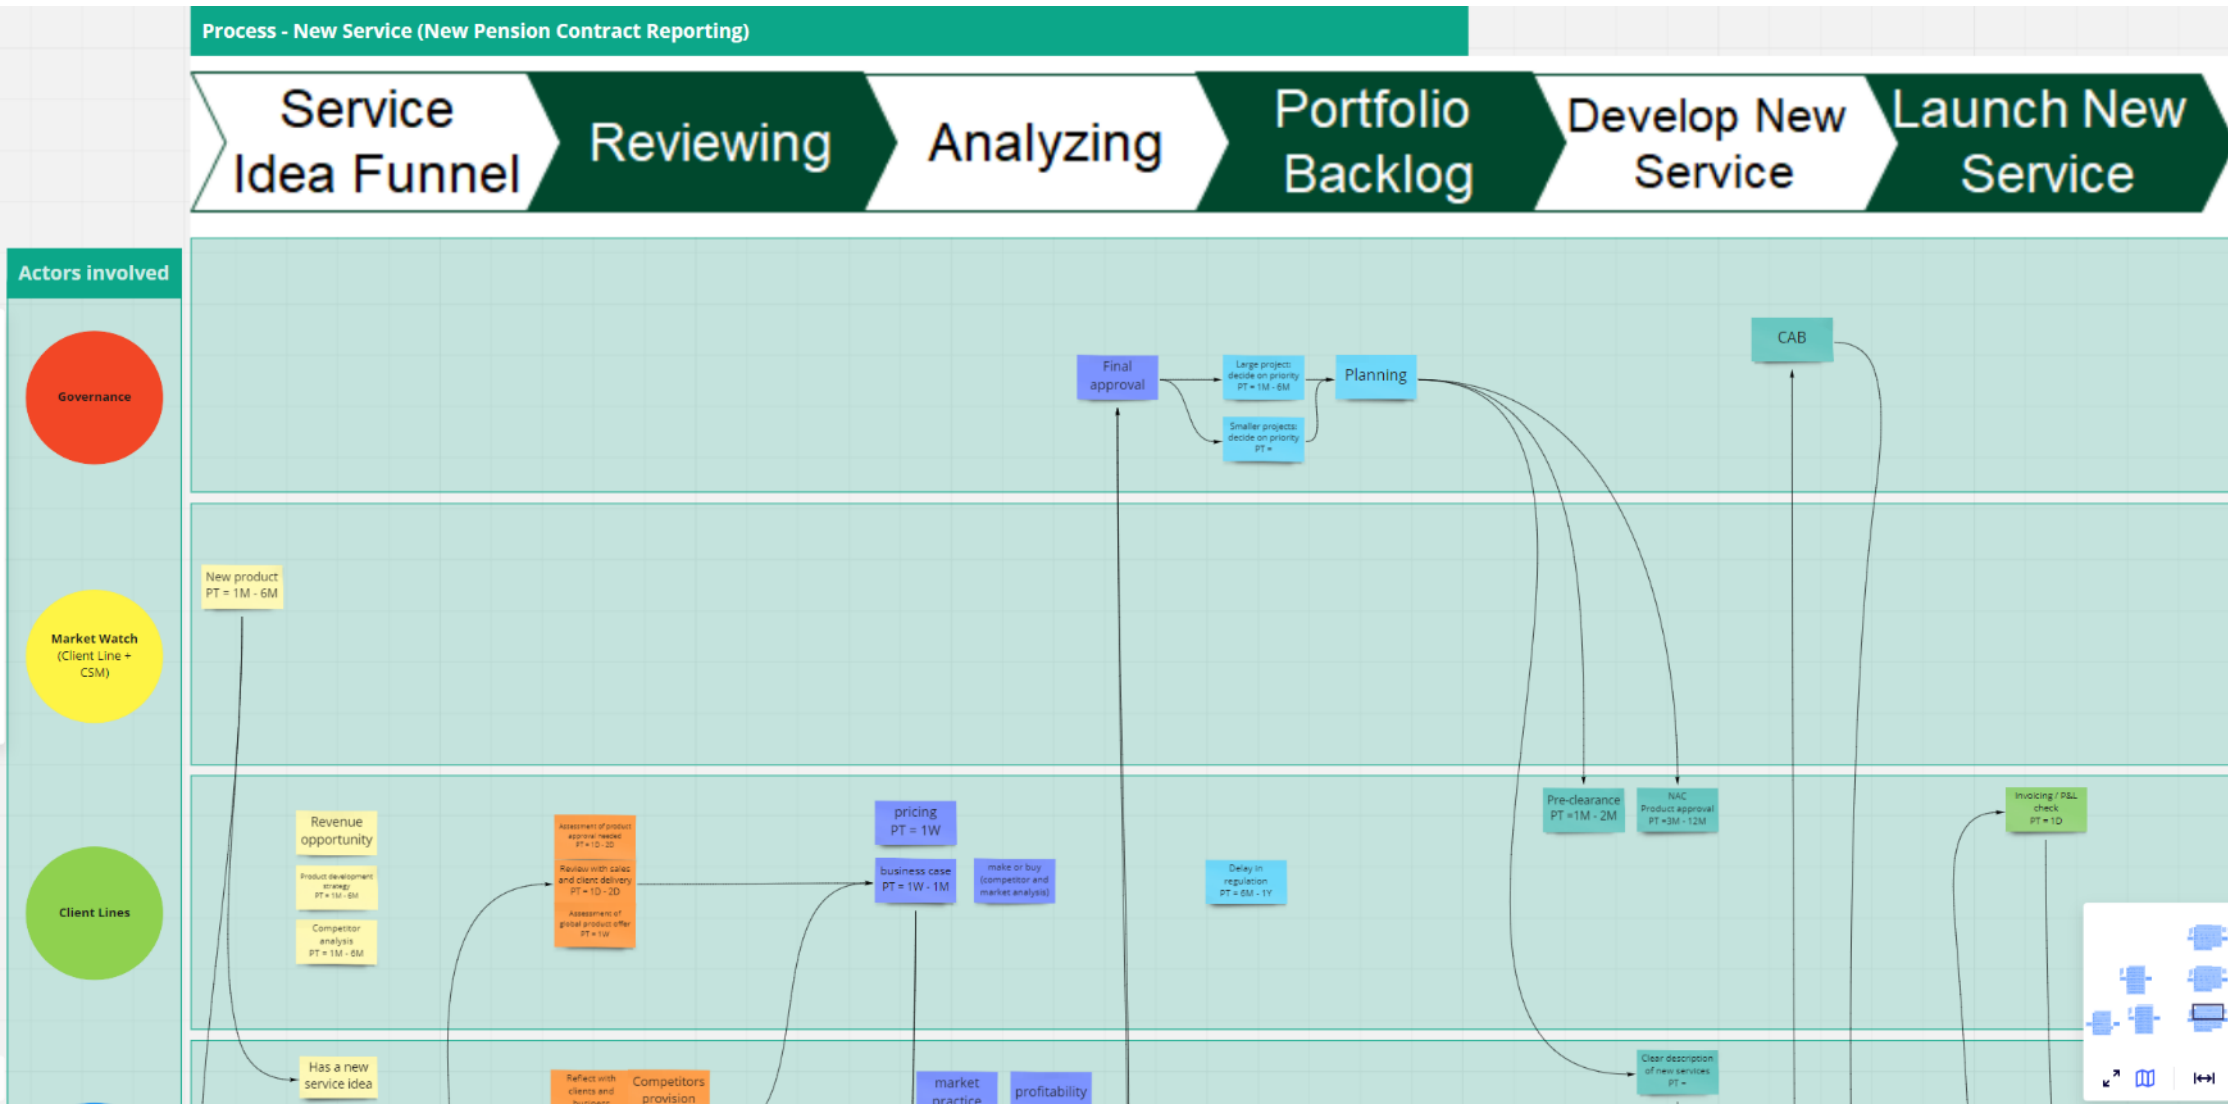 Process - New Service (New Pension Contract Reporting)
Service
Idea Funnel
Reviewing
Analyzing
Portfolio
Backlog
Develop New
Service
Launch New
Service
Actors involved
Governance
Final
approval
Large project:
decide on priority
PT = 1M - 6M
Smaller projects:
decide on priority
PT =
Planning
CAB
Market Watch
(Client Line +
CSM)
New product
PT = 1M - 6M
Client Lines
Revenue
opportunity
Product development
strategy
PT = 1M - 6M
Competitor
analysis
PT = 1M - 6M
Assessment of product
approval needed
PT = 1D - 2D
Review with sales
and client delivery
PT = 1D - 2D
Assessment of
global product offer
PT = 1W
pricing
PT = 1W
business case
PT = 1W - 1M
make or buy
(competitor and
market analysis)
Delay in
regulation
PT = 6M - 1Y
Pre-clearance
PT =1M - 2M
NAC
Product approval
PT =3M - 12M
Invoicing / P&L
check
PT = 1D
Has a new
service idea
Reflect with
clients and
business
Competitors
provision
market
practice
profitability
Clear description
of new services
PT =